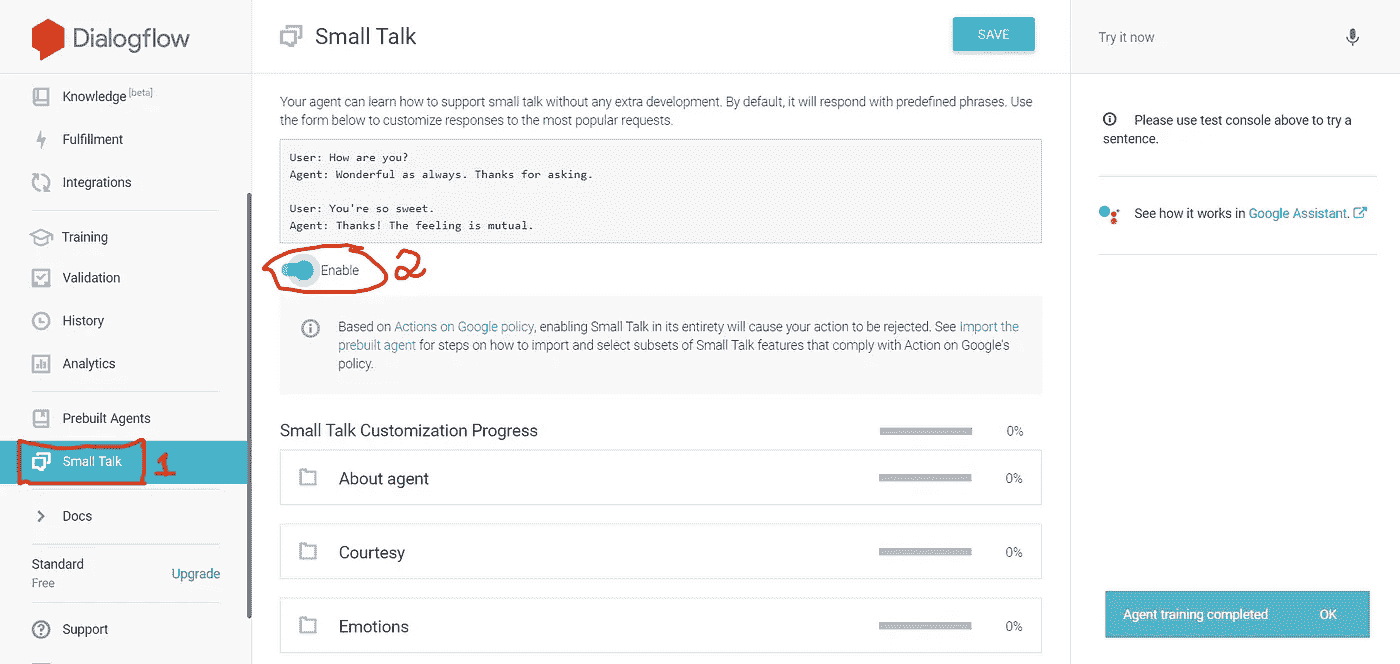 Dialogflow
Knowledge [beta]
Fulfillment
Integrations
Training
Validation
History
Analytics
Prebuilt Agents
Small Talk 1
Docs
Standard
Free
Upgrade
Support
Small Talk
SAVE
Your agent can learn how to support small talk without any extra development. By default, it will respond with predefined phrases. Use
the form below to customize responses to the most popular requests.
User: How are you?
Agent: Wonderful as always. Thanks for asking.
User: You're so sweet.
Agent: Thanks! The feeling is mutual.
Enable 2
Based on Actions on Google policy, enabling Small Talk in its entirety will cause your action to be rejected. See Import the
prebuilt agent for steps on how to import and select subsets of Small Talk features that comply with Action on Google's
policy.
Small Talk Customization Progress 0%
About agent 0%
Courtesy 0%
Emotions 0%
Try it now
Please use test console above to try a
sentence.
See how it works in Google Assistant.
Agent training completed OK